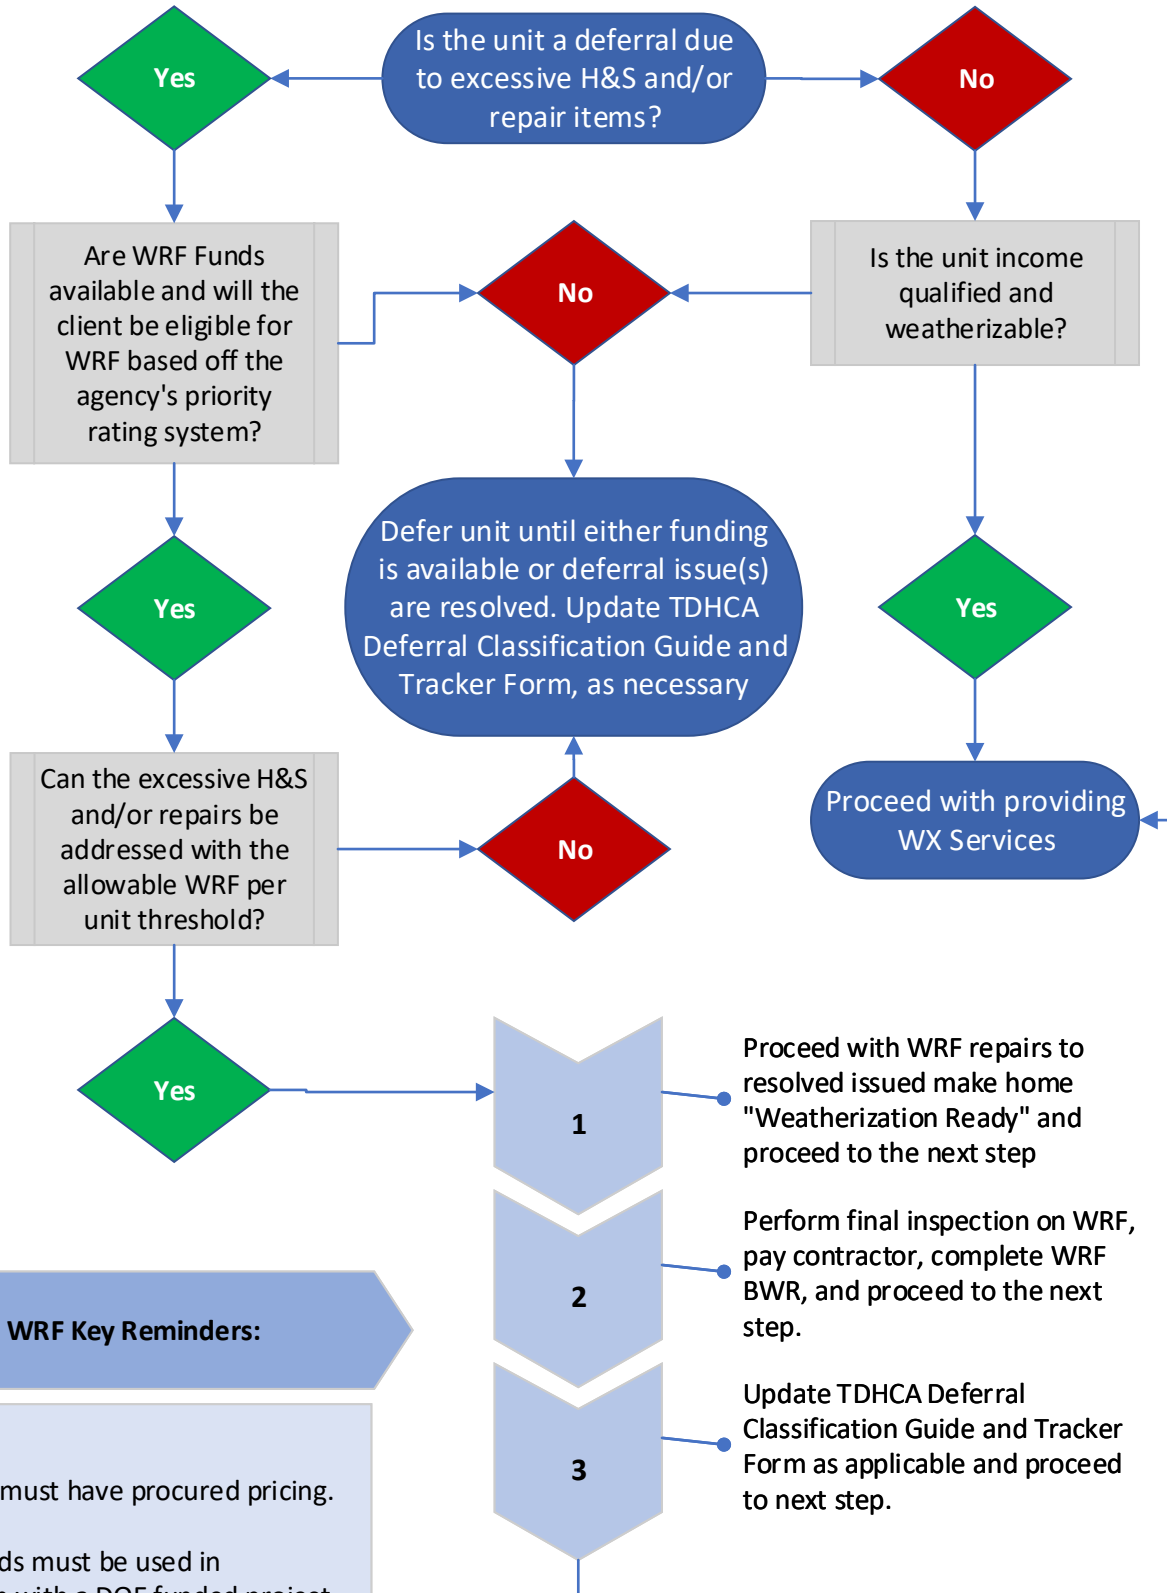 Yes
Is the unit a deferral due
to excessive H&S and/or
repair items?
No
Are WRF Funds
available and will the
client be eligible for
WRF based off the
agency's priority
rating system?
No
Is the unit income
qualified and
weatherizable?
Yes
Defer unit until either funding
is available or deferral issue(s)
are resolved. Update TDHCA
Deferral Classification Guide and
Tracker Form, as necessary
Yes
Can the excessive H&S
and/or repairs be
addressed with the
allowable WRF per
unit threshold?
No
Proceed with providing
WX Services
Yes
1
Proceed with WRF repairs to
resolved issued make home
"Weatherization Ready" and
proceed to the next step
2
Perform final inspection on WRF,
pay contractor, complete WRF
BWR, and proceed to the next
step.
3
Update TDHCA Deferral
Classification Guide and Tracker
Form as applicable and proceed
to next step.
WRF Key Reminders:
must have procured pricing.
must be used in
with a DOE funded project